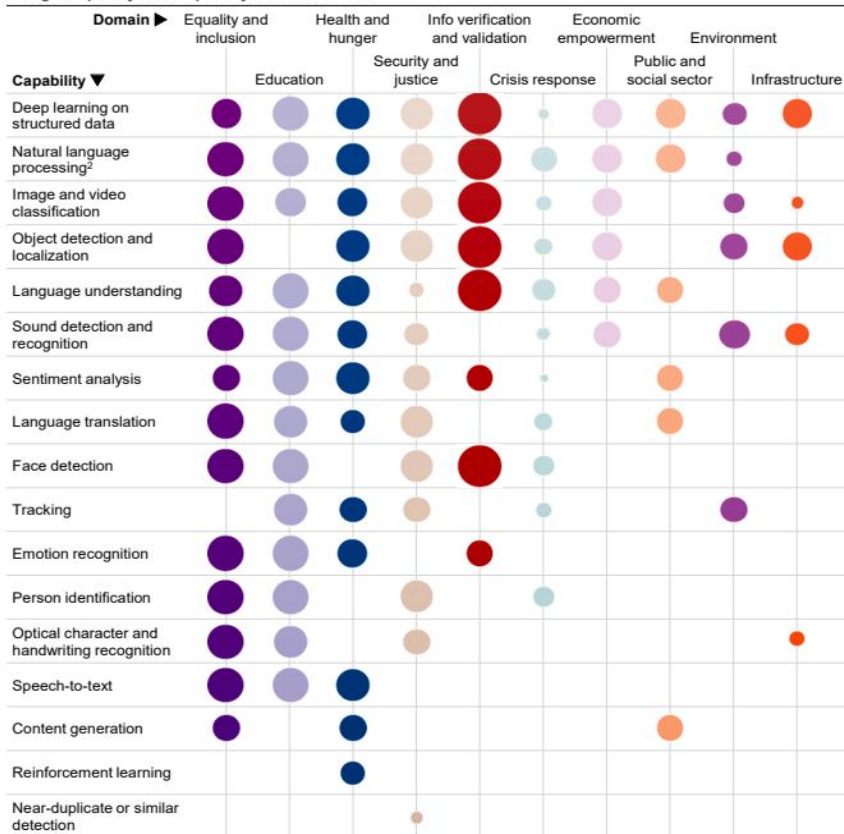 Domain ▶
Equality and
inclusion
Health and
hunger
Info verification
and validation
Economic
empowerment
Environment
Capability ▼
Education
Security and
justice
Crisis response
Public and
social sector
Infrastructure
Deep learning on
structured data
Natural language
processing2
Image and video
classification
Object detection and
localization
Language understanding
Sound detection and
recognition
Sentiment analysis
Language translation
Face detection
Tracking
Emotion recognition
Person identification
Optical character and
handwriting recognition
Speech-to-text
Content generation
Reinforcement learning
Near-duplicate or similar
detection